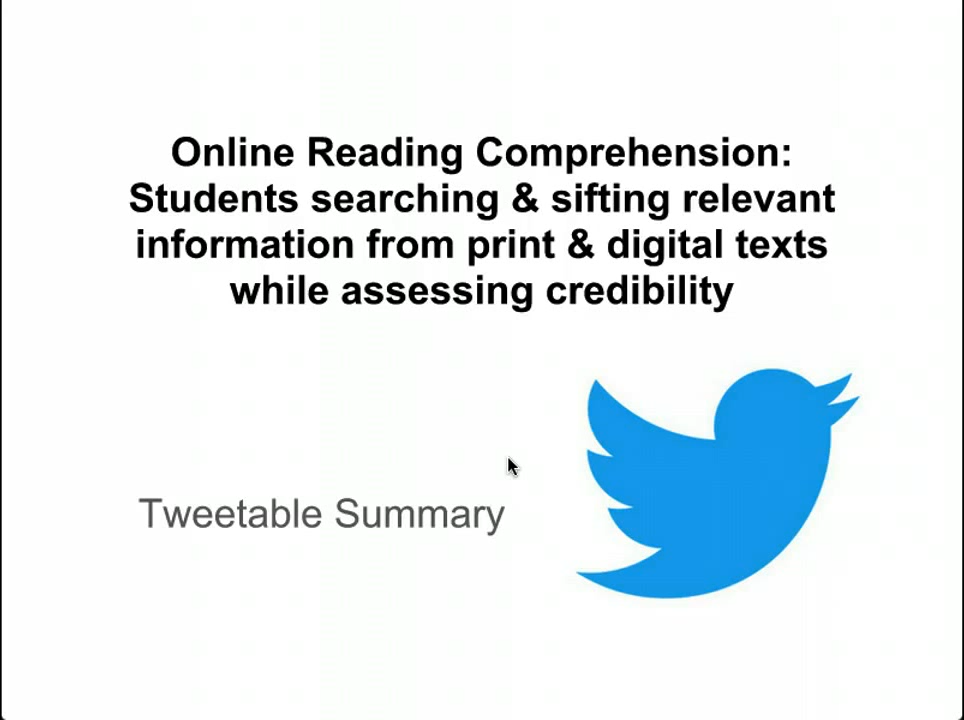 Online Reading Comprehension:
Students searching & sifting relevant
information from print & digital texts
while assessing credibility
Tweetable Summary